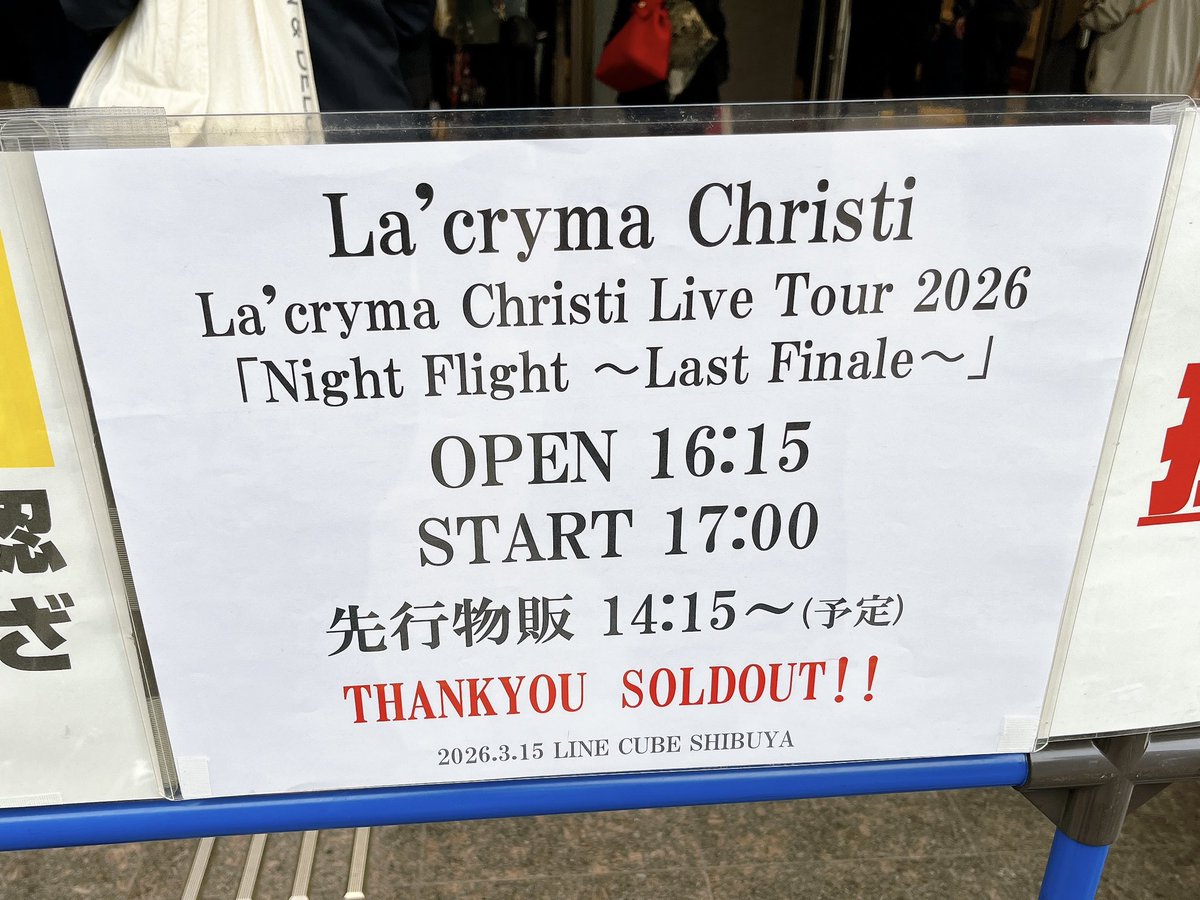 La'cryma Christi
La'cryma Christi Live Tour 2026
「Night Flight ～Last Finale～」
OPEN 16:15
START 17:00
先行物販 14:15～(予定)
THANKYOU SOLDOUT!!
2026.3.15 LINE CUBE SHIBUYA